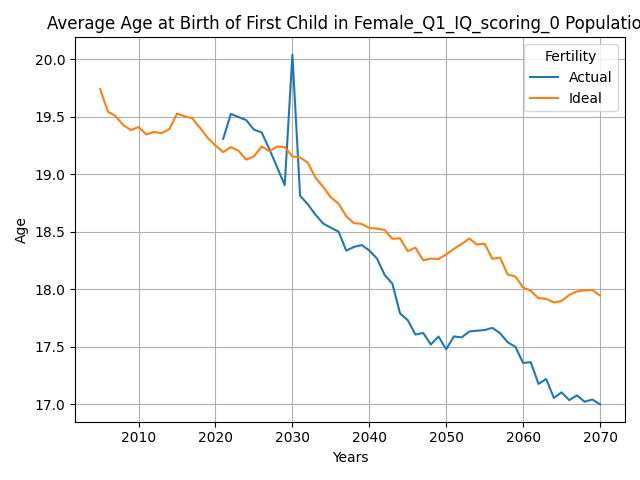 Average Age at Birth of First Child in Female_Q1_IQ_scoring_0 Populatio
Fertility
Actual
Ideal
20.0
19.5
19.0
18.5
18.0
17.5
17.0
Age
2010 2020 2030 2040 2050 2060 2070
Years